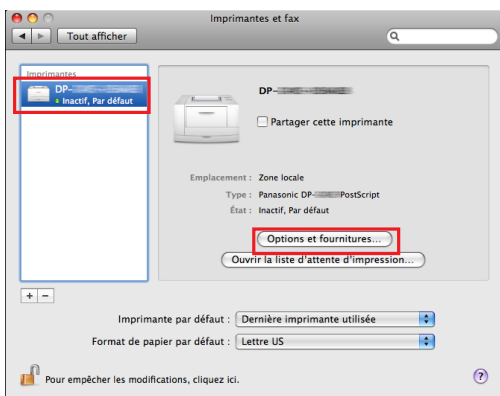 Imprimantes et fax
Tout afficher
Imprimantes
DP-
Inactif, Par défaut
DP-
Partager cette imprimante
Emplacement : Zone locale
Type : Panasonic DP- PostScript
État : Inactif, Par défaut
Options et fournitures...
Ouvrir la liste d'attente d'impression...
+ −
Imprimante par défaut : Dernière imprimante utilisée
Format de papier par défaut : Lettre US
Pour empêcher les modifications, cliquez ici.
?